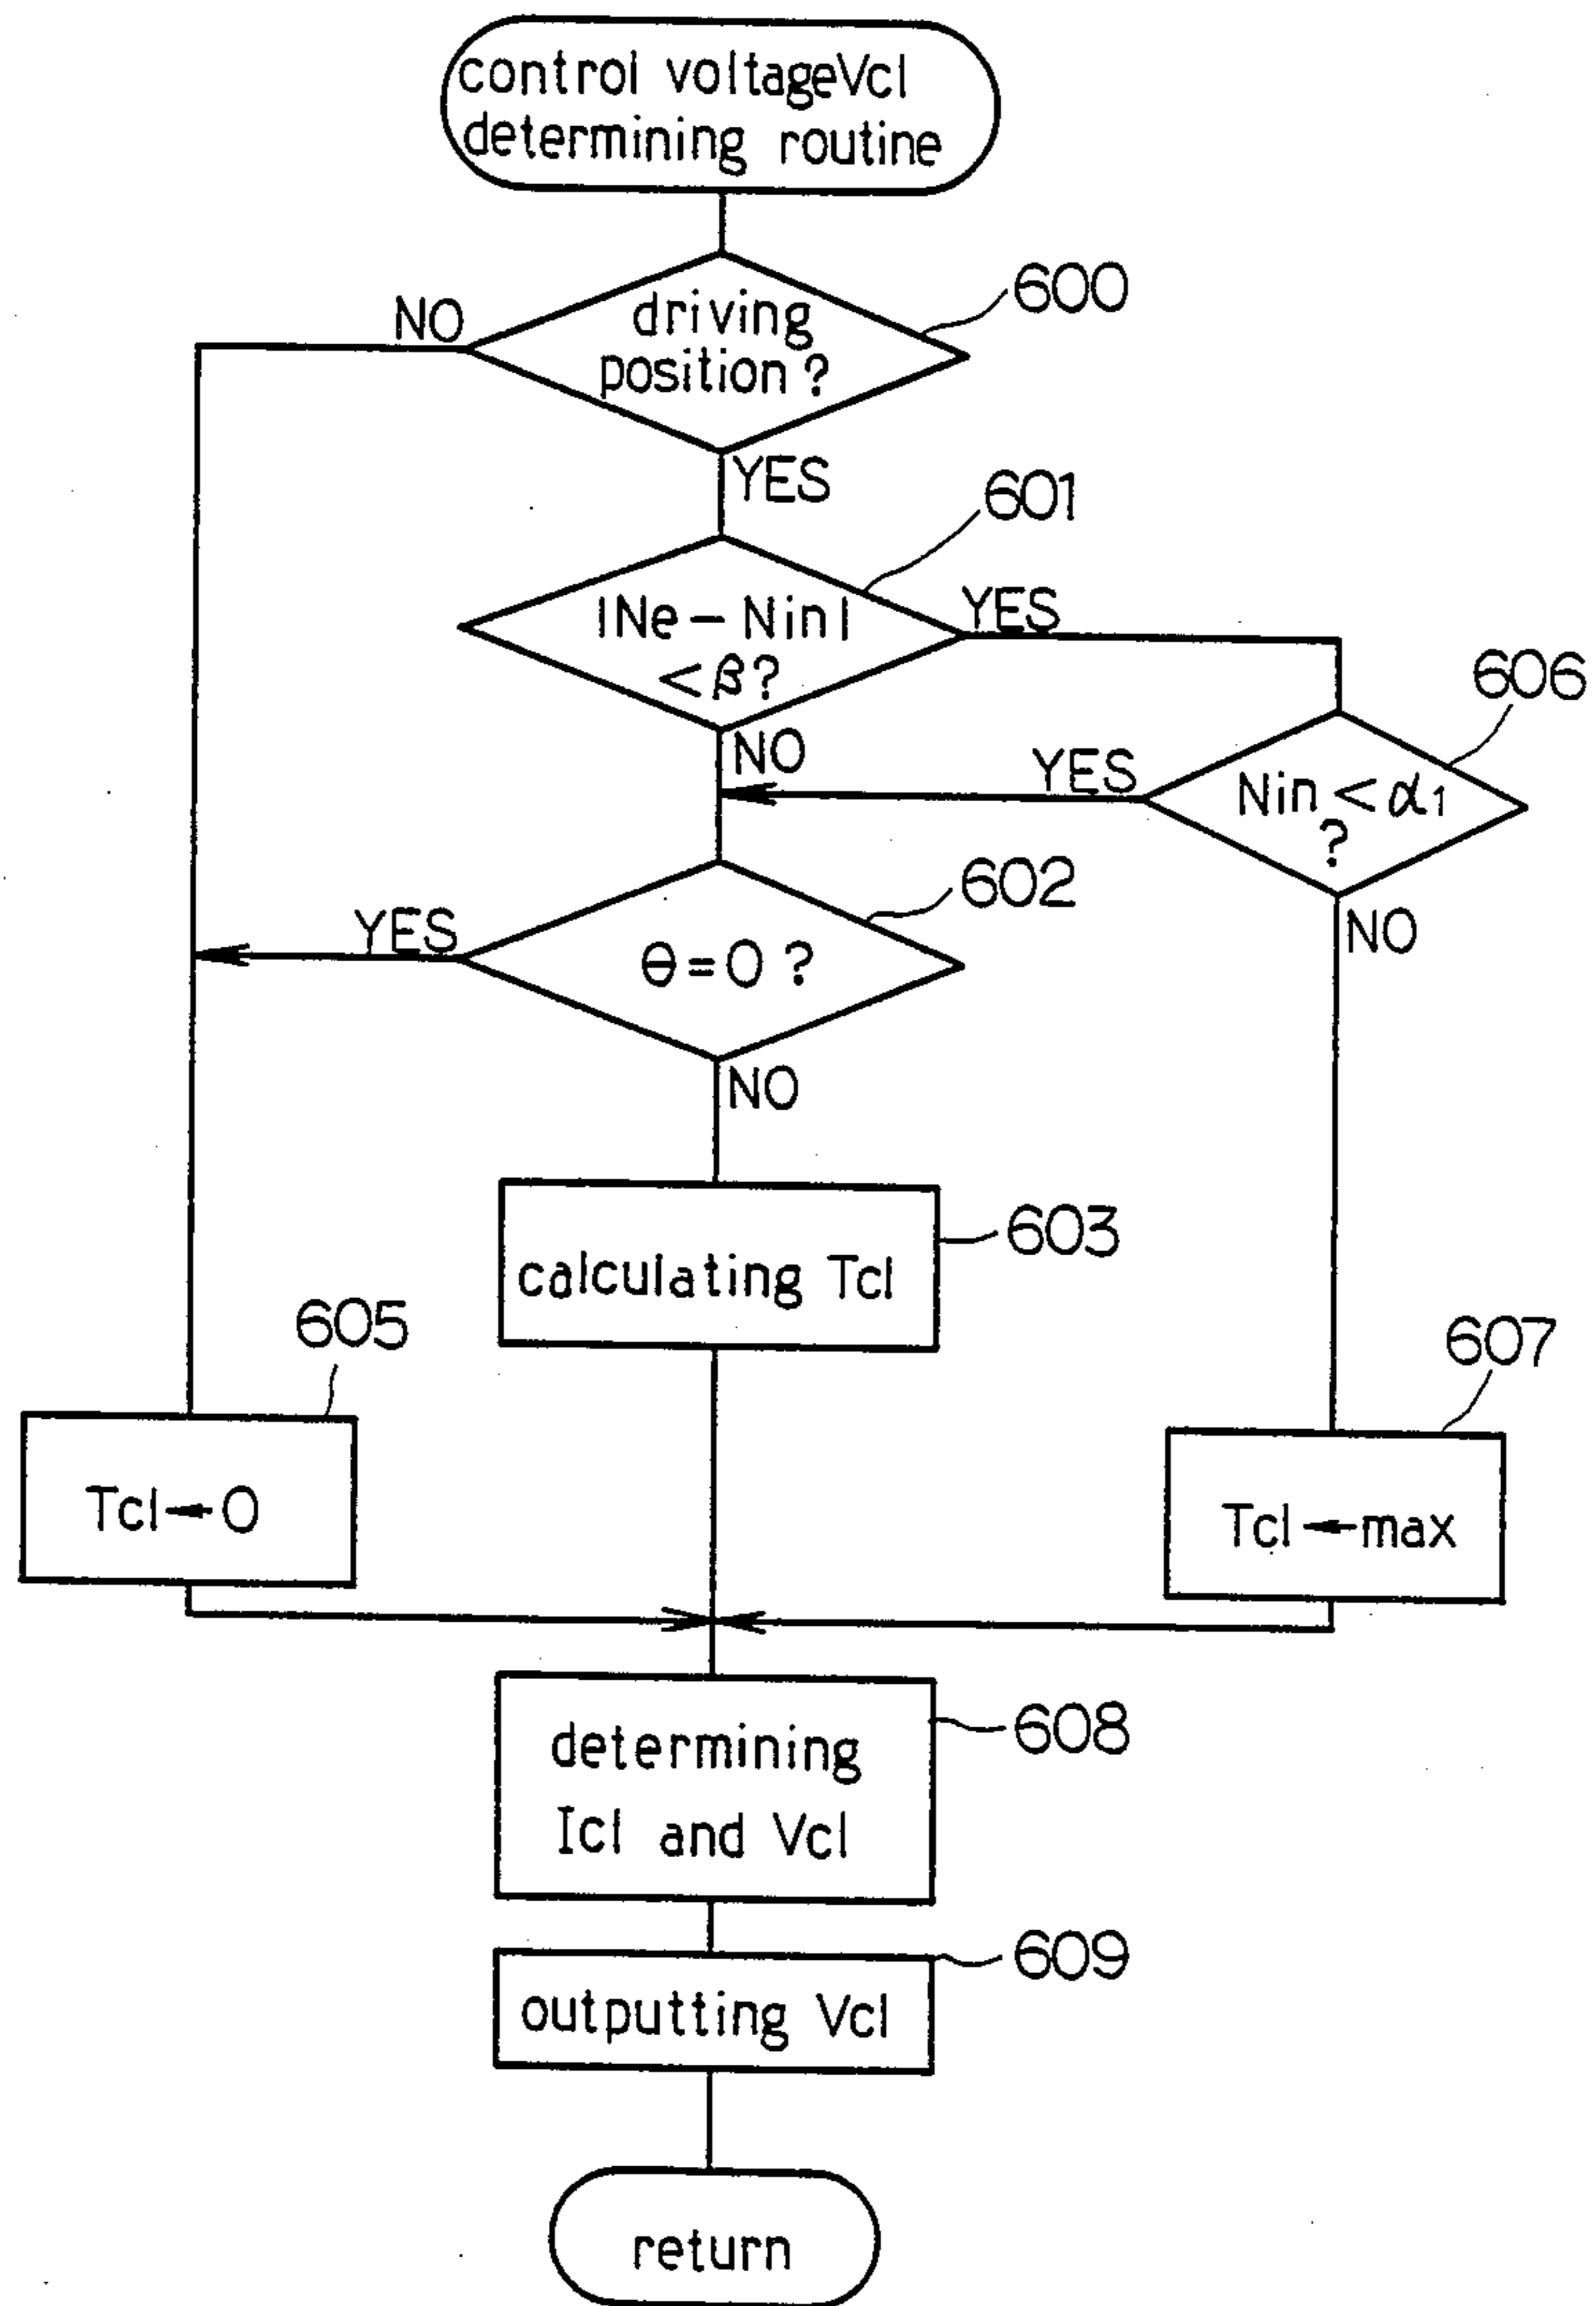 control voltageVcl
determining routine
600
NO
driving
position?
YES
601
|Ne-Nin|
<β?
YES
606
NO
YES
Nin<α1
?
602
YES
θ=0?
NO
NO
603
calculating Tcl
605
607
Tcl←0
Tcl←max
608
determining
Icl and Vcl
609
outputting Vcl
return